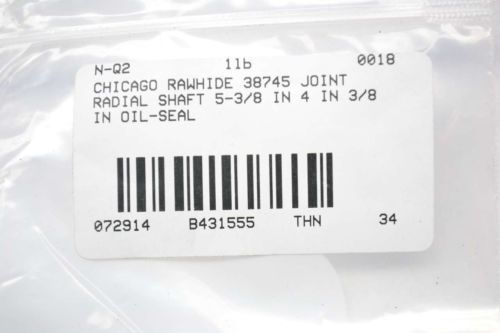 N-Q2 11b 0018
CHICAGO RAWHIDE 38745 JOINT
RADIAL SHAFT 5-3/8 IN 4 IN 3/8
IN OIL-SEAL
072914 B431555 THN 34